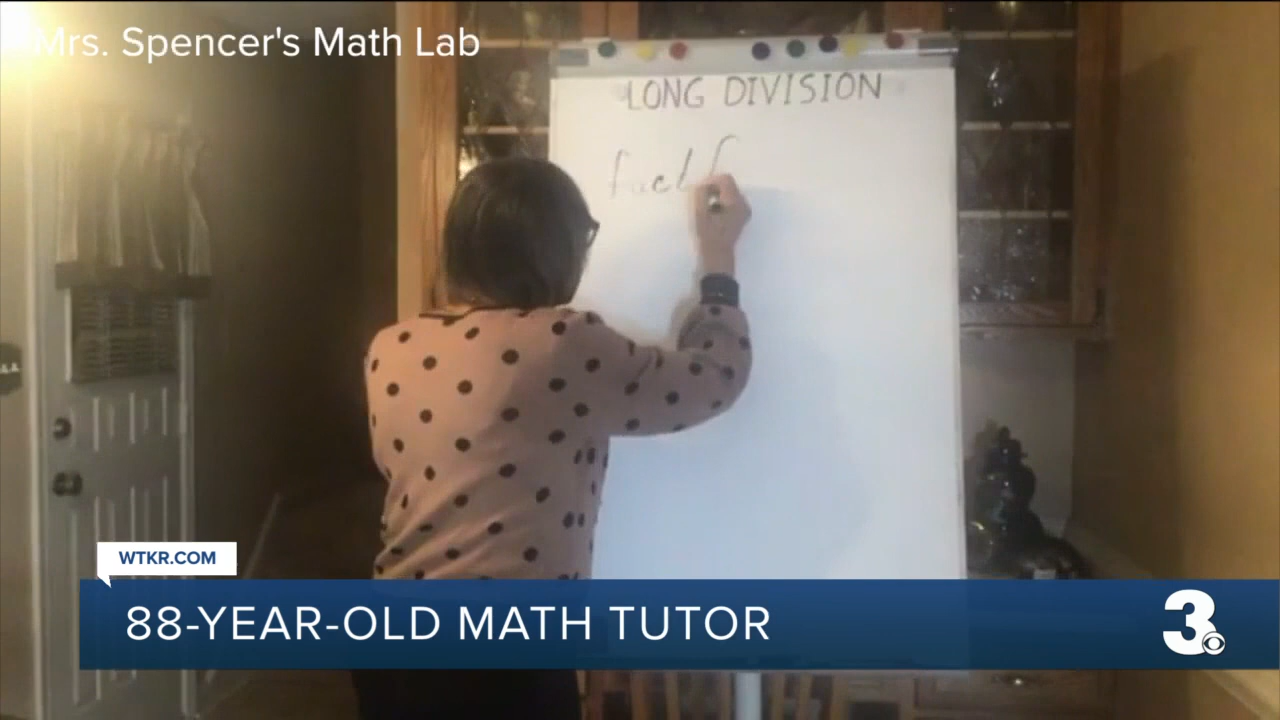 Mrs. Spencer's Math Lab
LONG DIVISION
WTKR.COM
88-YEAR-OLD MATH TUTOR
3